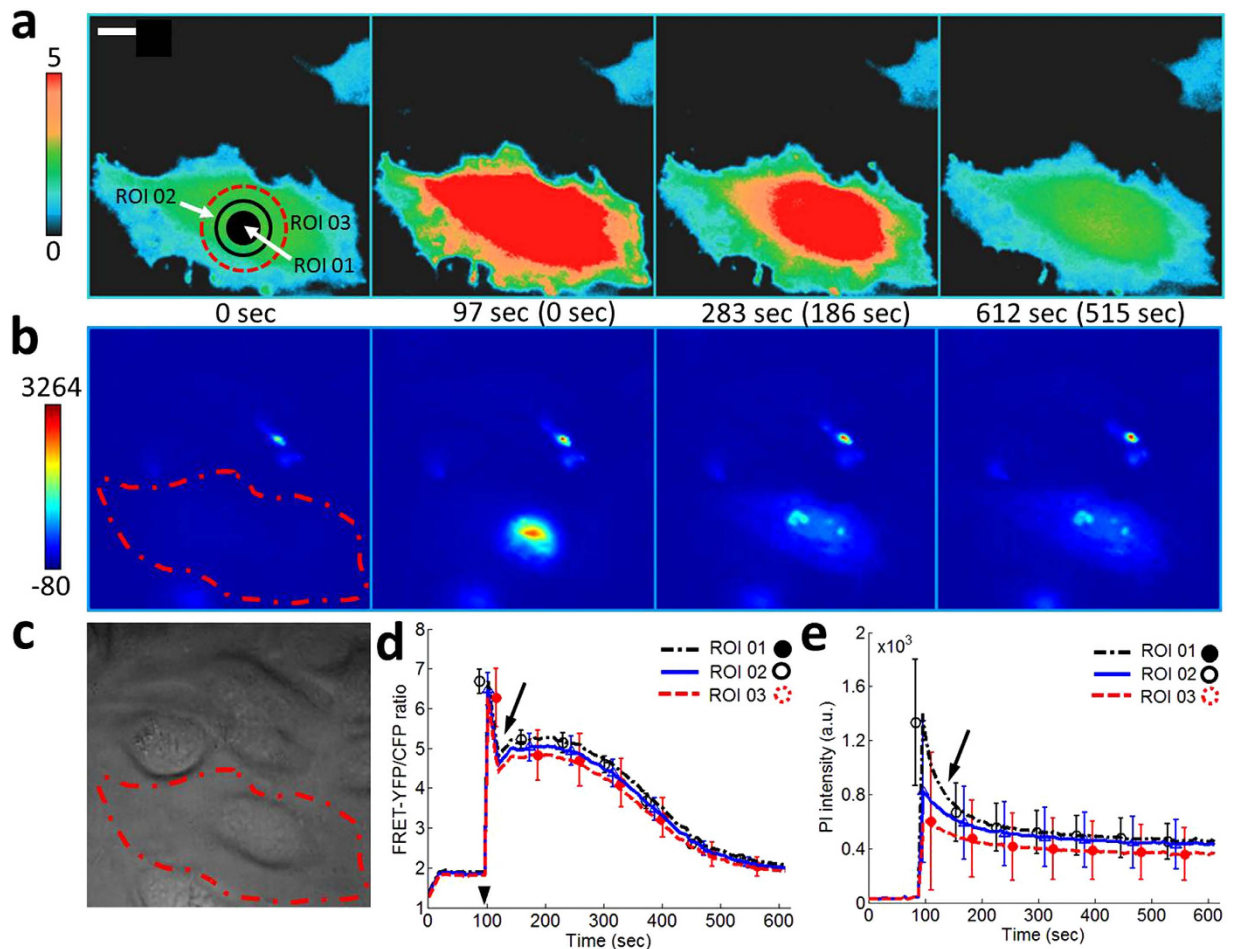 a
5
0
ROI 02
ROI 03
ROI 01
0 sec
97 sec (0 sec)
283 sec (186 sec)
612 sec (515 sec)
b
3264
-80
c
d
FRET-YFP/CFP ratio
8
7
6
5
4
3
2
1
0 100 200 300 400 500 600
Time (sec)
ROI 01
ROI 02
ROI 03
e
PI intensity (a.u.)
×10³
1.6
1.2
0.8
0.4
0
0 100 200 300 400 500 600
Time (sec)
ROI 01
ROI 02
ROI 03